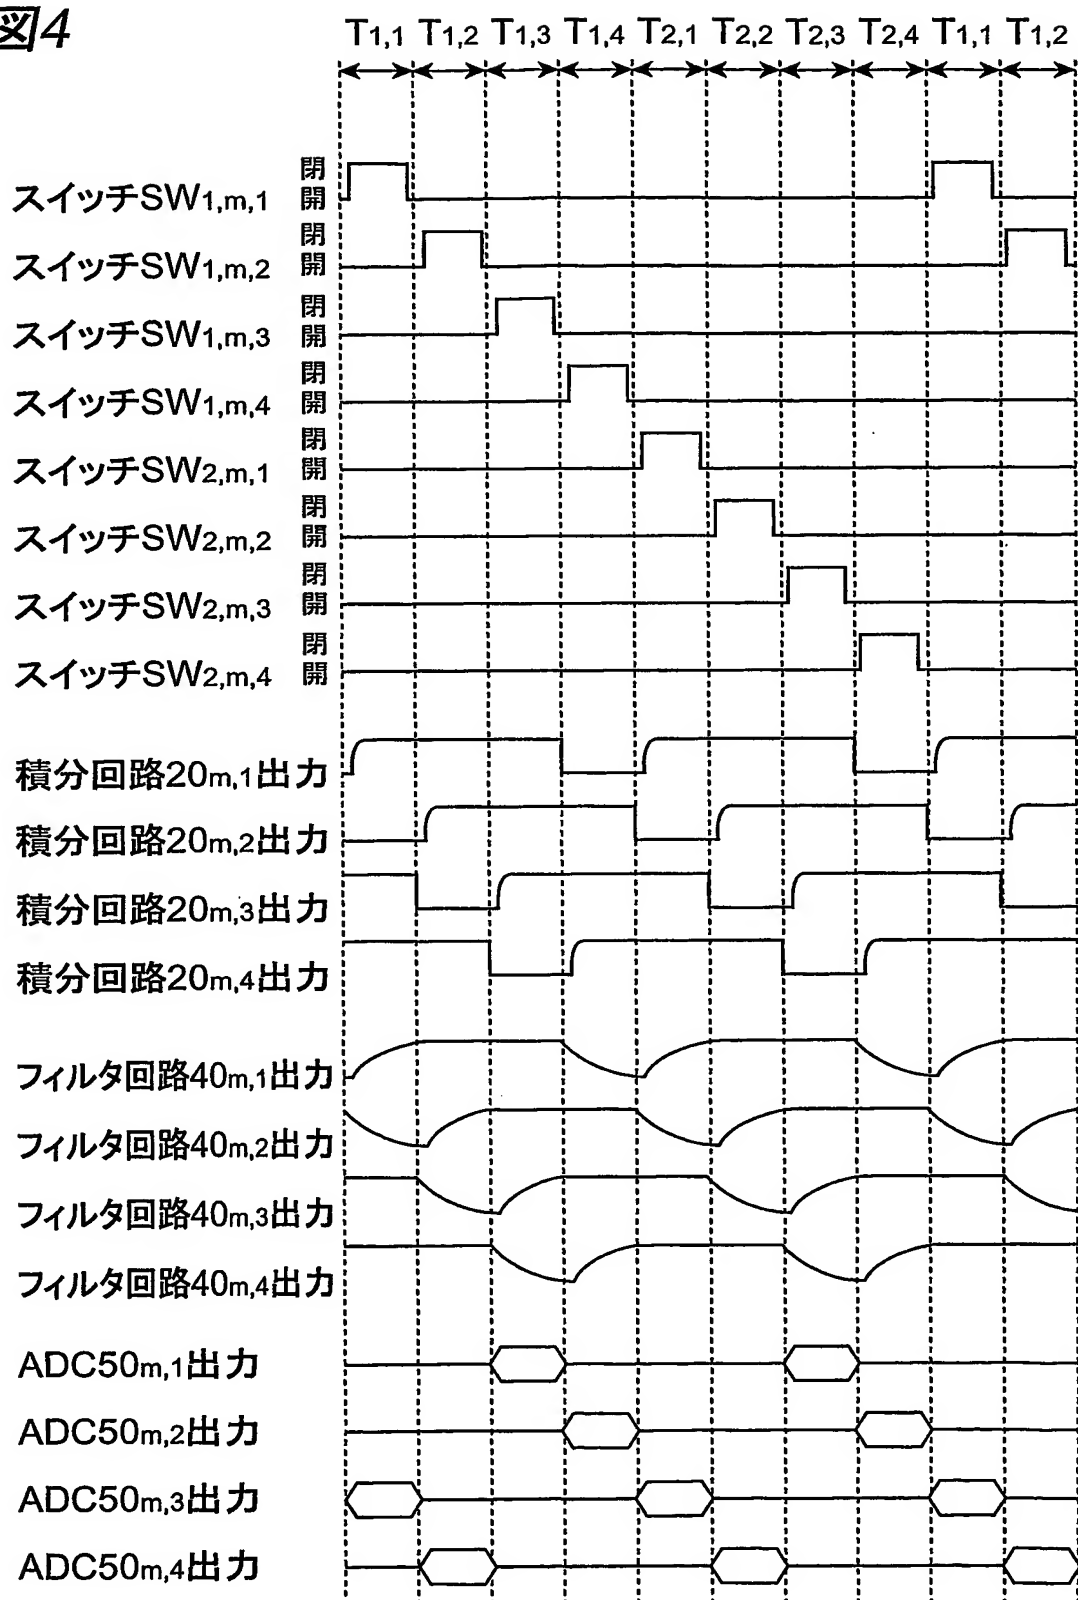 図4
T1,1 T1,2 T1,3 T1,4 T2,1 T2,2 T2,3 T2,4 T1,1 T1,2
閉
スイッチSW1,m,1 開
閉
スイッチSW1,m,2 開
閉
スイッチSW1,m,3 開
閉
スイッチSW1,m,4 開
閉
スイッチSW2,m,1 開
閉
スイッチSW2,m,2 開
閉
スイッチSW2,m,3 開
閉
スイッチSW2,m,4 開
積分回路20m,1出力
積分回路20m,2出力
積分回路20m,3出力
積分回路20m,4出力
フィルタ回路40m,1出力
フィルタ回路40m,2出力
フィルタ回路40m,3出力
フィルタ回路40m,4出力
ADC50m,1出力
ADC50m,2出力
ADC50m,3出力
ADC50m,4出力